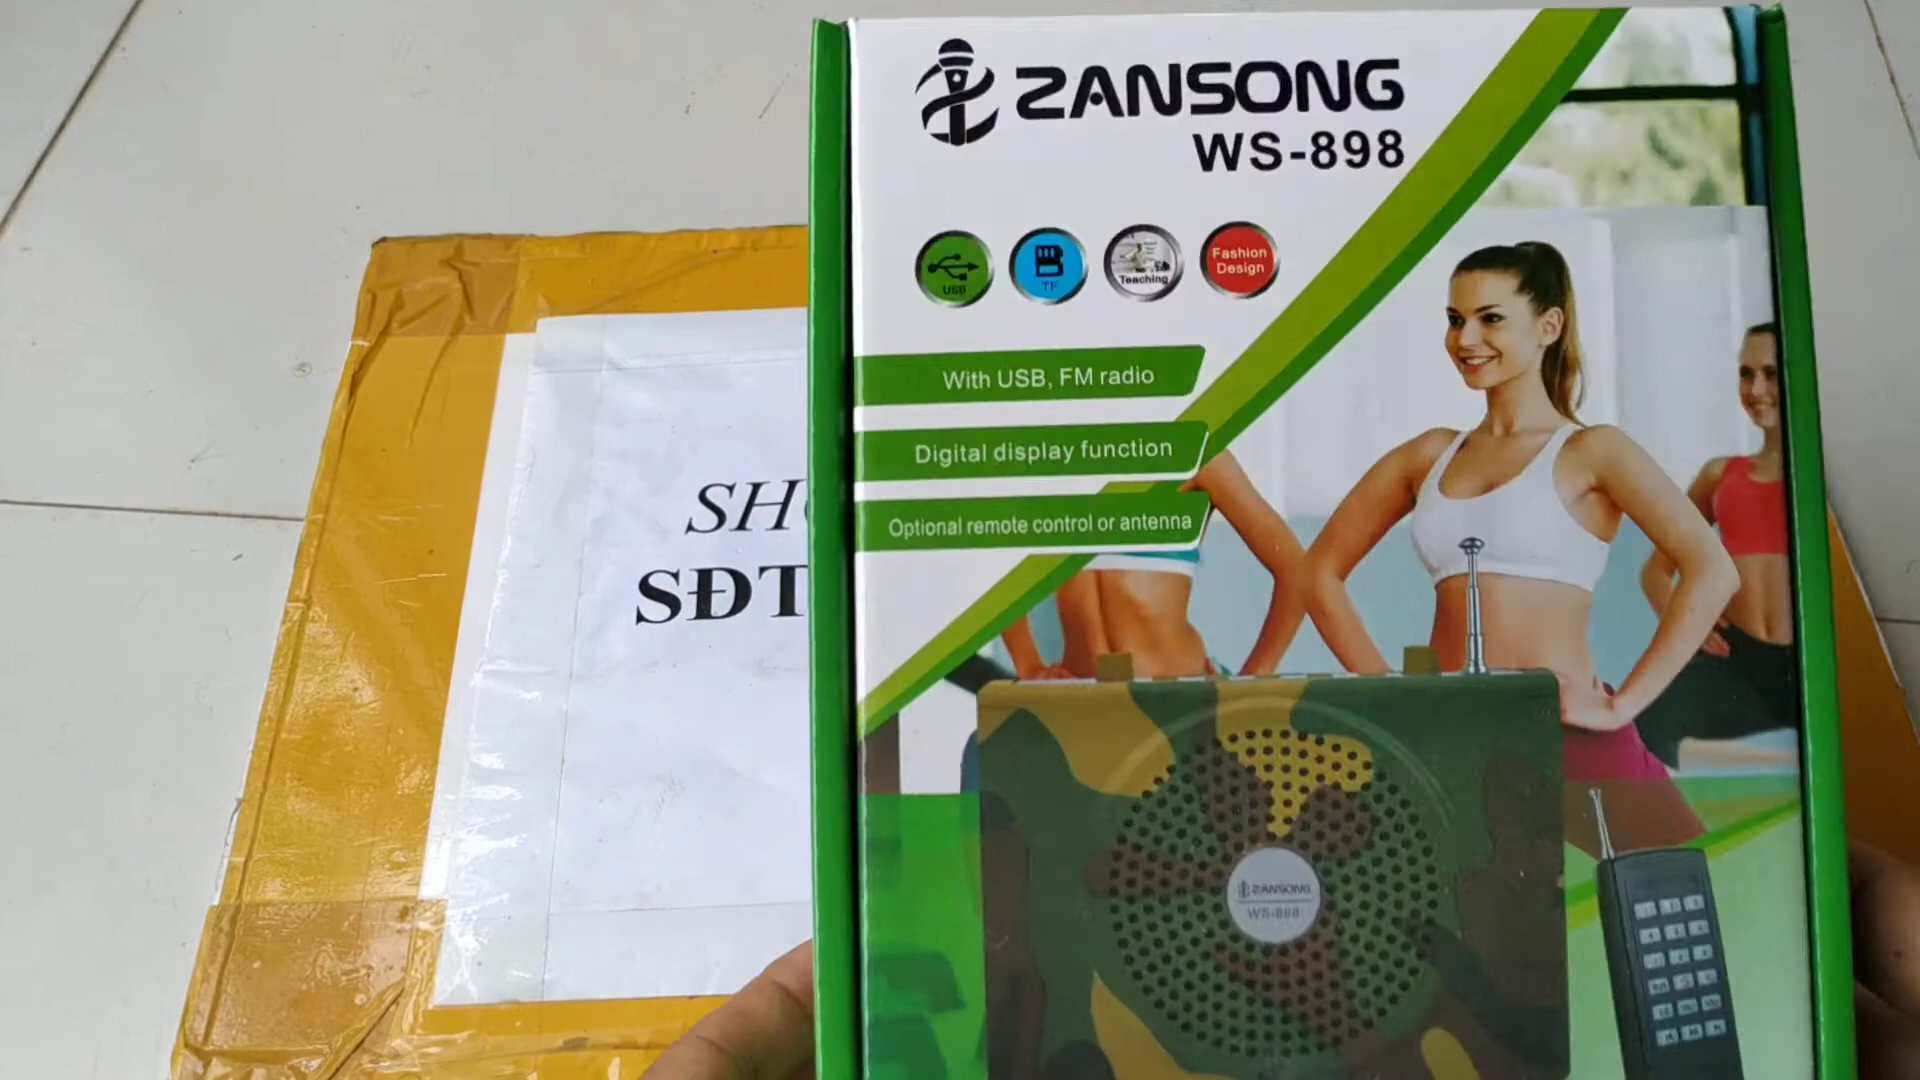 ZANSONG
WS-898
USB
TF
Teaching
Fashion
Design
With USB, FM radio
Digital display function
Optional remote control or antenna
SĐT
ZANSONG
WS-898